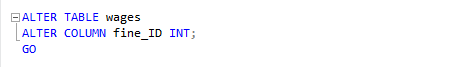 ALTER TABLE wages
ALTER COLUMN fine_ID INT;
GO